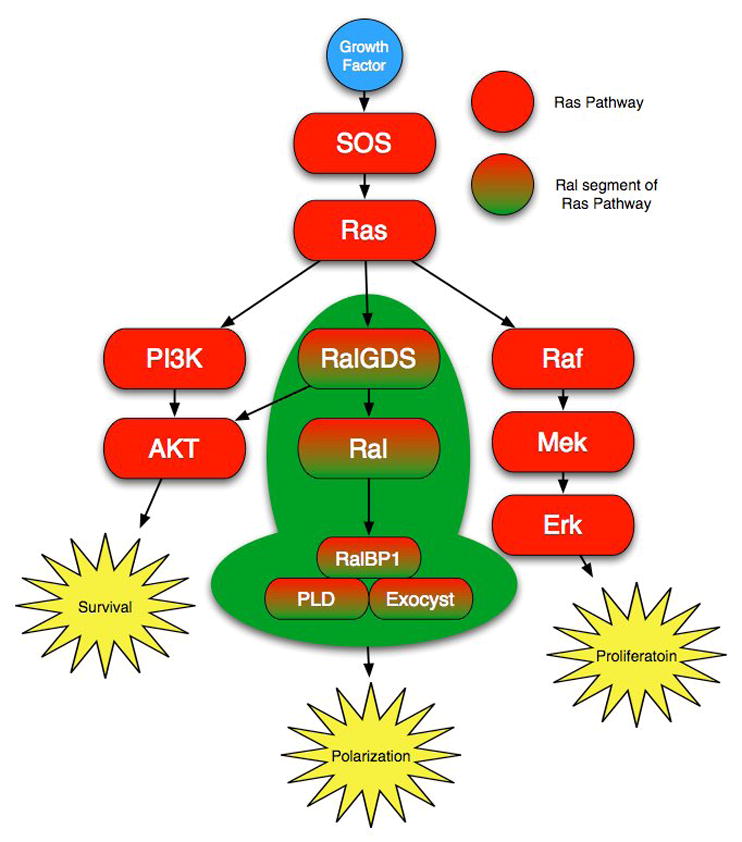 Growth
Factor
Ras Pathway
SOS
Ral segment of
Ras Pathway
Ras
PI3K
RalGDS
Raf
AKT
Ral
Mek
Erk
RalBP1
PLD
Exocyst
Survival
Proliferatoin
Polarization